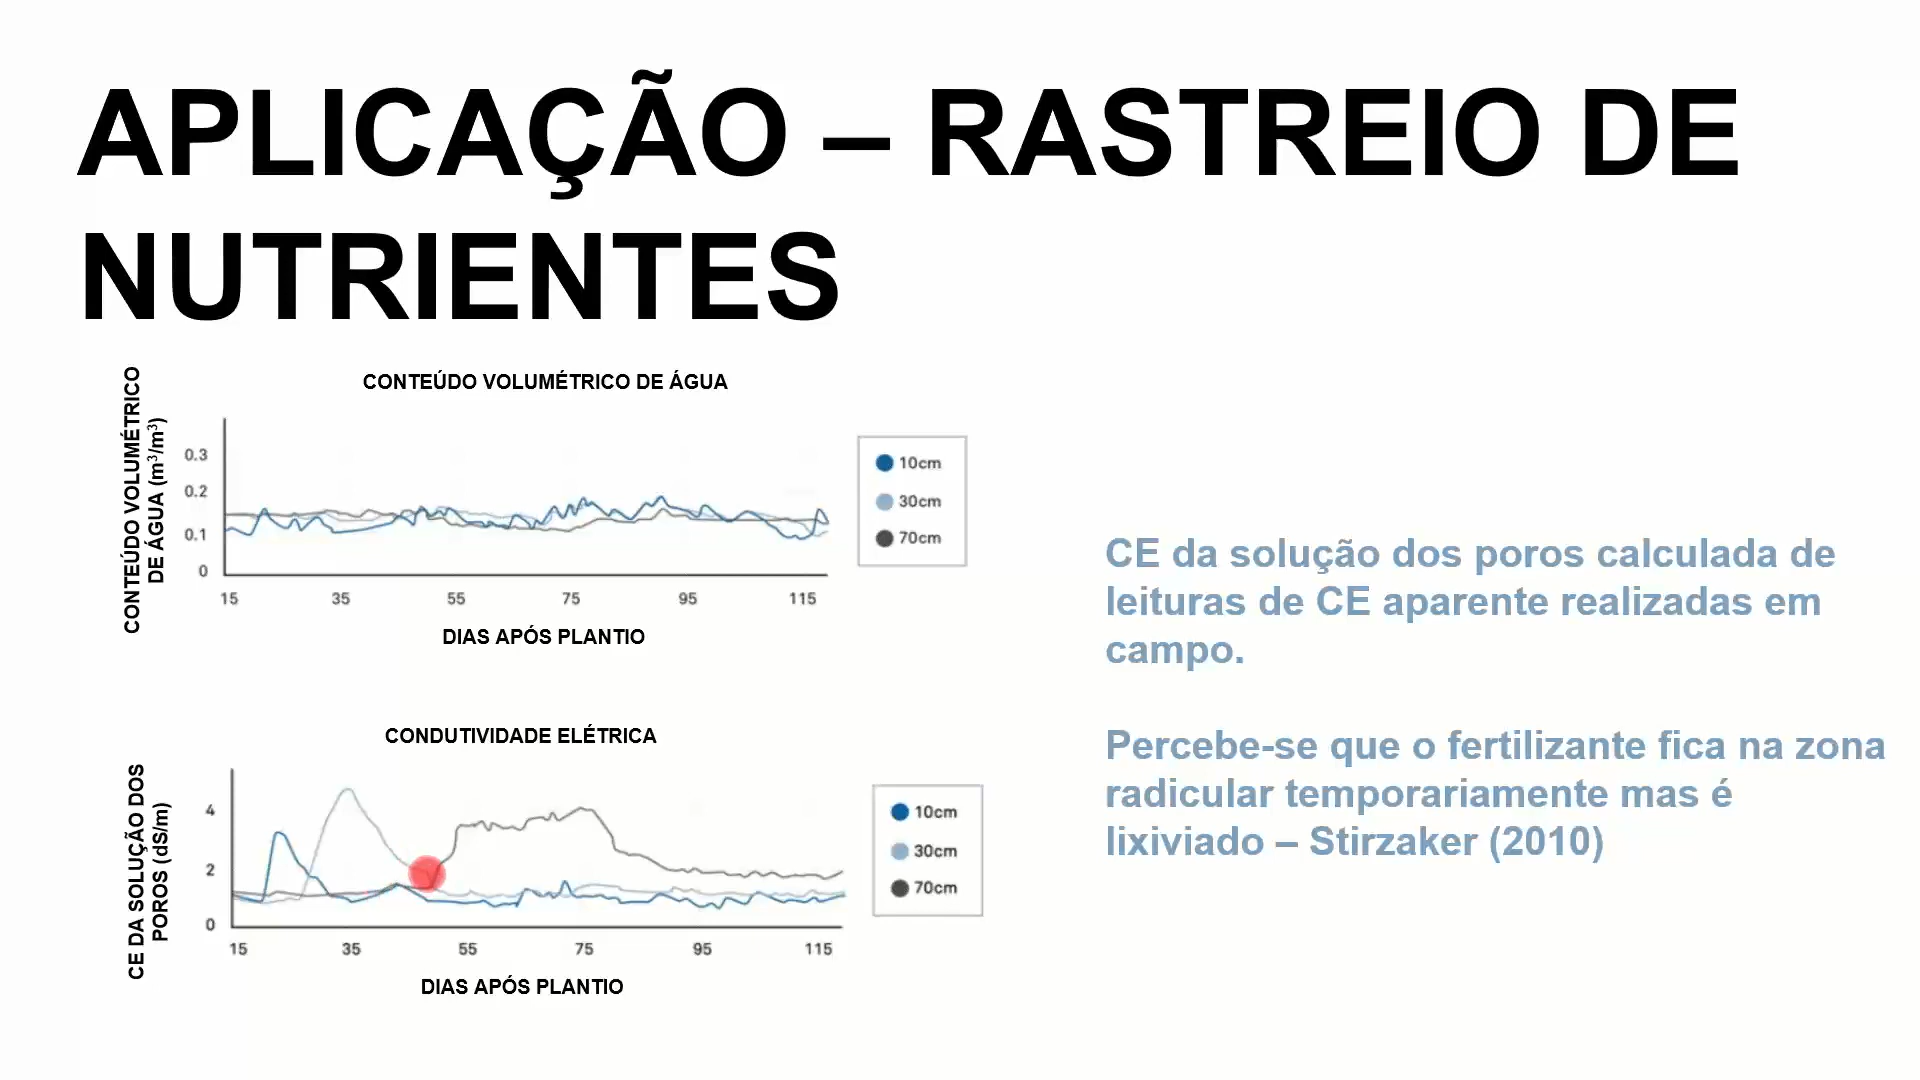 APLICAÇÃO – RASTREIO DE
NUTRIENTES
CONTEÚDO VOLUMÉTRICO DE ÁGUA
CONTEÚDO VOLUMÉTRICO
DE ÁGUA (m³/m³)
0.3
0.2
0.1
0
15 35 55 75 95 115
DIAS APÓS PLANTIO
10cm
30cm
70cm
CE da solução dos poros calculada de
leituras de CE aparente realizadas em
campo.
Percebe-se que o fertilizante fica na zona
radicular temporariamente mas é
lixiviado – Stirzaker (2010)
CONDUTIVIDADE ELÉTRICA
CE DA SOLUÇÃO DOS
POROS (dS/m)
4
2
0
15 35 55 75 95 115
DIAS APÓS PLANTIO
10cm
30cm
70cm